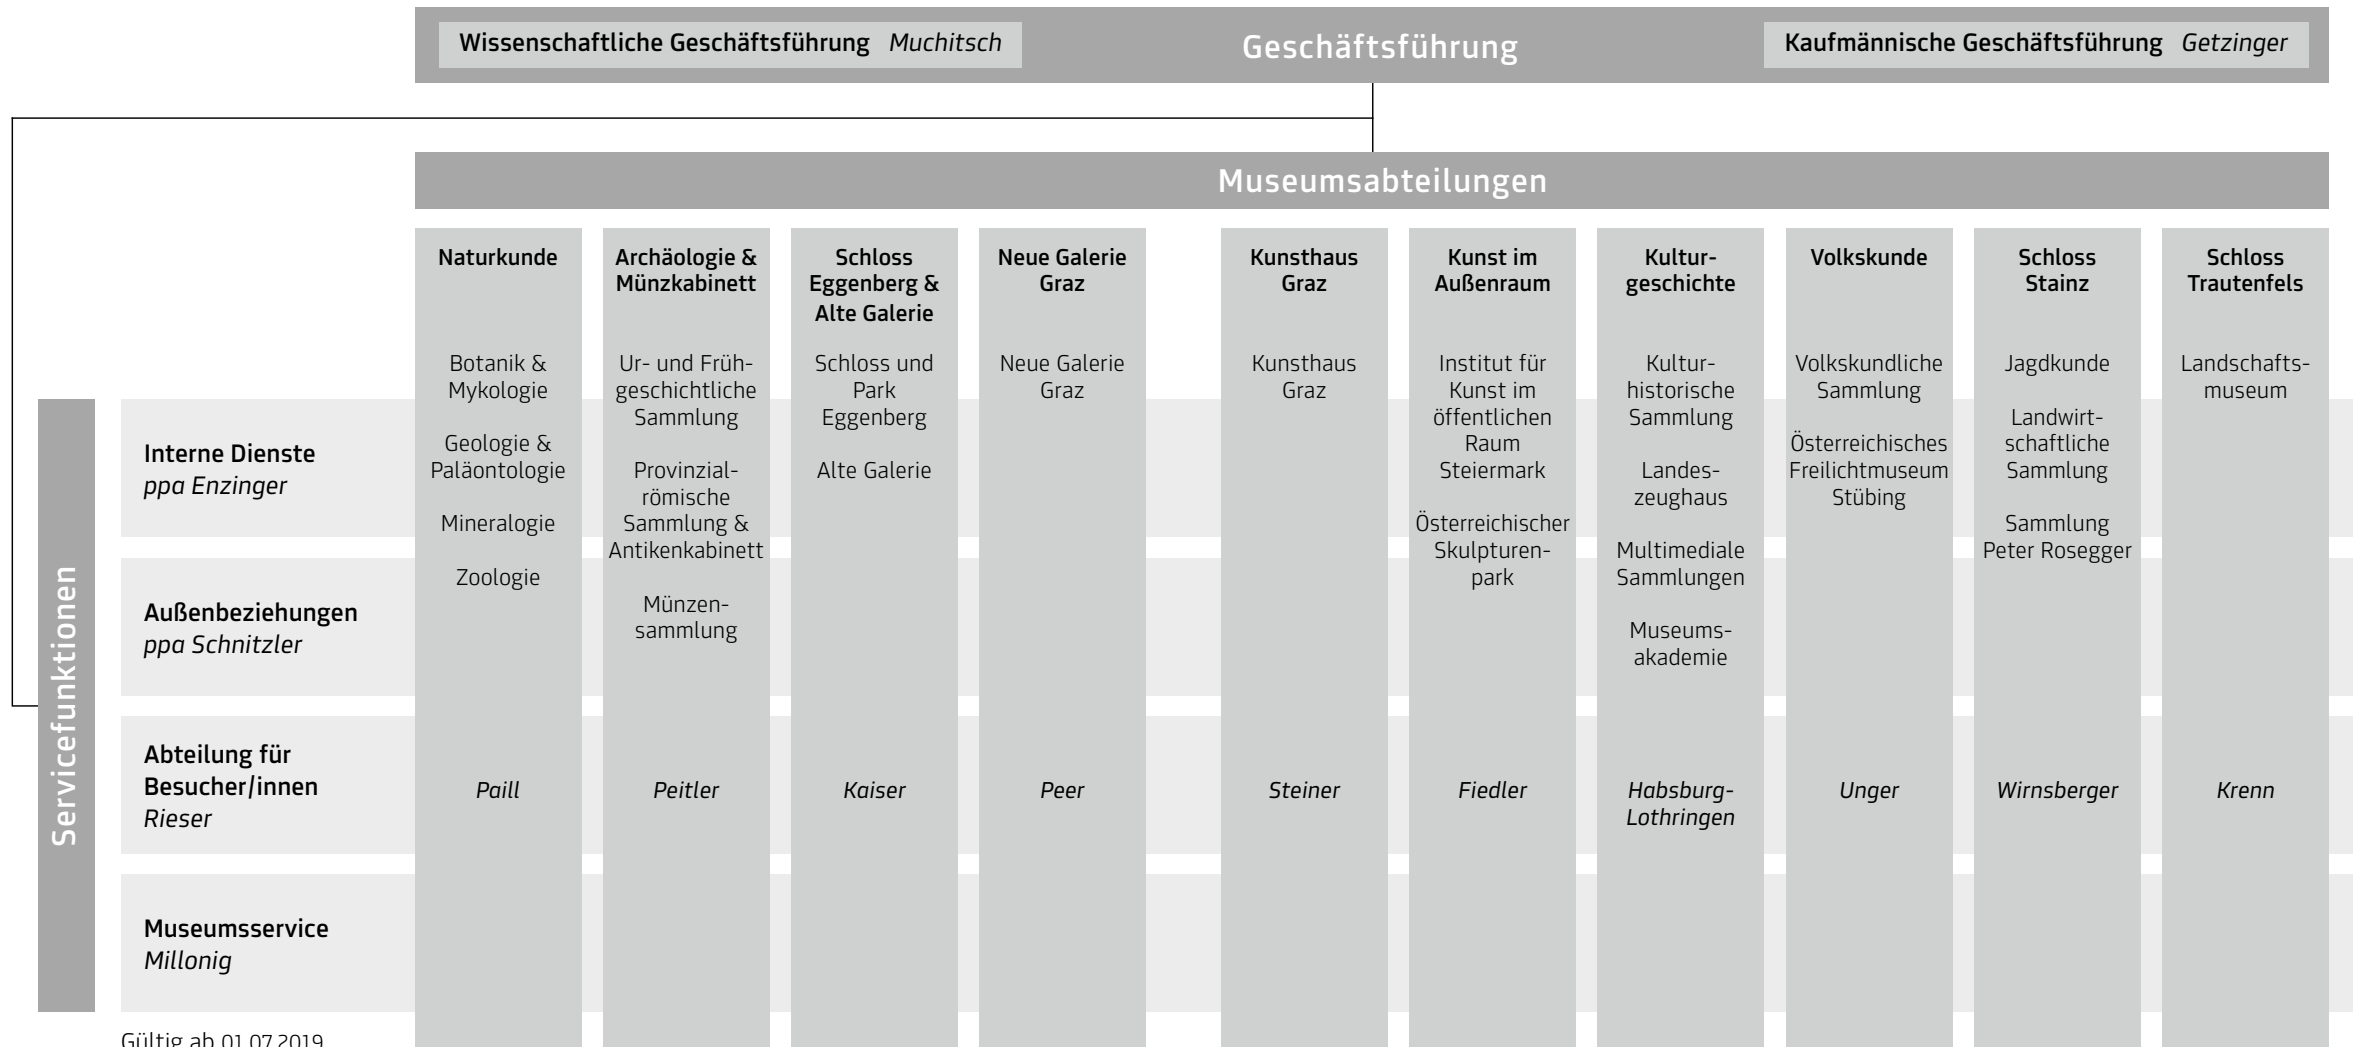 Wissenschaftliche Geschäftsführung Muchitsch
Geschäftsführung
Kaufmännische Geschäftsführung Getzinger
Museumsabteilungen
Naturkunde
Botanik &
Mykologie
Geologie &
Paläontologie
Mineralogie
Zoologie
Paill
Archäologie &
Münzkabinett
Ur- und Früh-
geschichtliche
Sammlung
Provinzial-
römische
Sammlung &
Antikenkabinett
Münzen-
sammlung
Peitler
Schloss
Eggenberg &
Alte Galerie
Schloss und
Park
Eggenberg
Alte Galerie
Kaiser
Neue Galerie
Graz
Neue Galerie
Graz
Peer
Kunsthaus
Graz
Kunsthaus
Graz
Steiner
Kunst im
Außenraum
Institut für
Kunst im
öffentlichen
Raum
Steiermark
Österreichischer
Skulpturen-
park
Fiedler
Kultur-
geschichte
Kultur-
historische
Sammlung
Landes-
zeughaus
Multimediale
Sammlungen
Museums-
akademie
Habsburg-
Lothringen
Volkskunde
Volkskundliche
Sammlung
Österreichisches
Freilichtmuseum
Stübing
Unger
Schloss
Stainz
Jagdkunde
Landwirt-
schaftliche
Sammlung
Sammlung
Peter Rosegger
Wirnsberger
Schloss
Trautenfels
Landschafts-
museum
Krenn
Servicefunktionen
Interne Dienste
ppa Enzinger
Außenbeziehungen
ppa Schnitzler
Abteilung für
Besucher/innen
Rieser
Museumsservice
Millonig
Gültig ab 01.07.2019